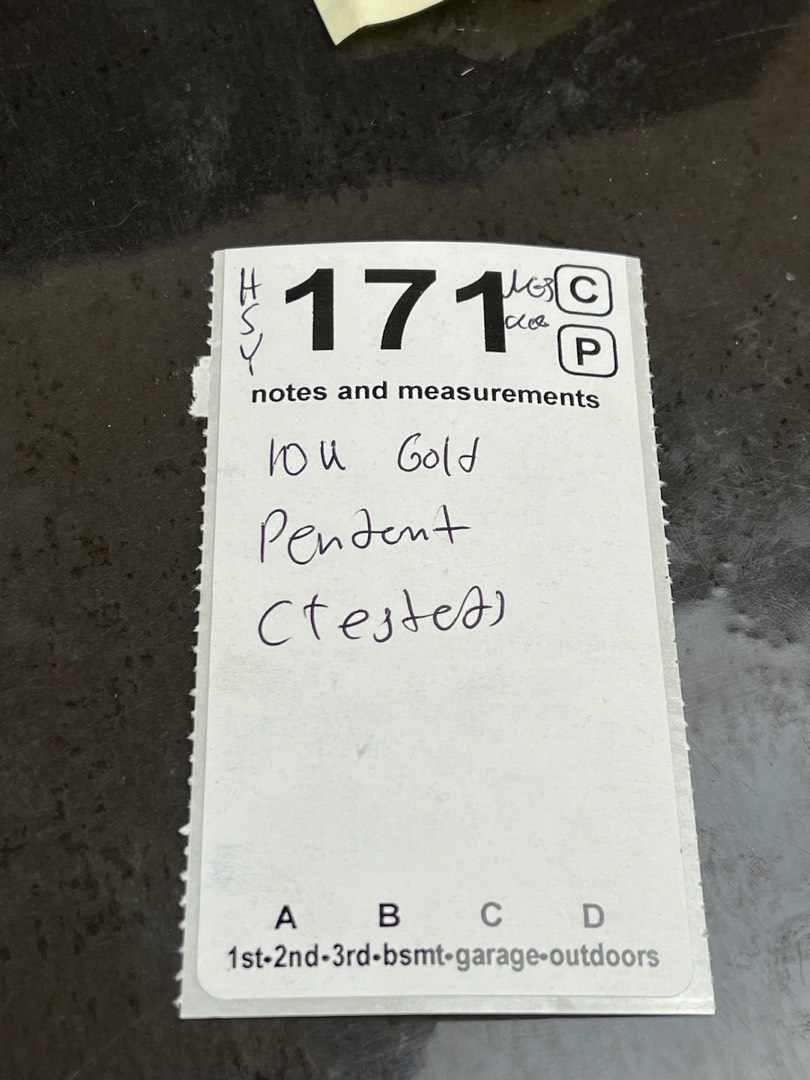 H
S
Y
171
C
P
notes and measurements
10K Gold
Pendent
(tested)
A B C D
1st-2nd-3rd-bsmt-garage-outdoors